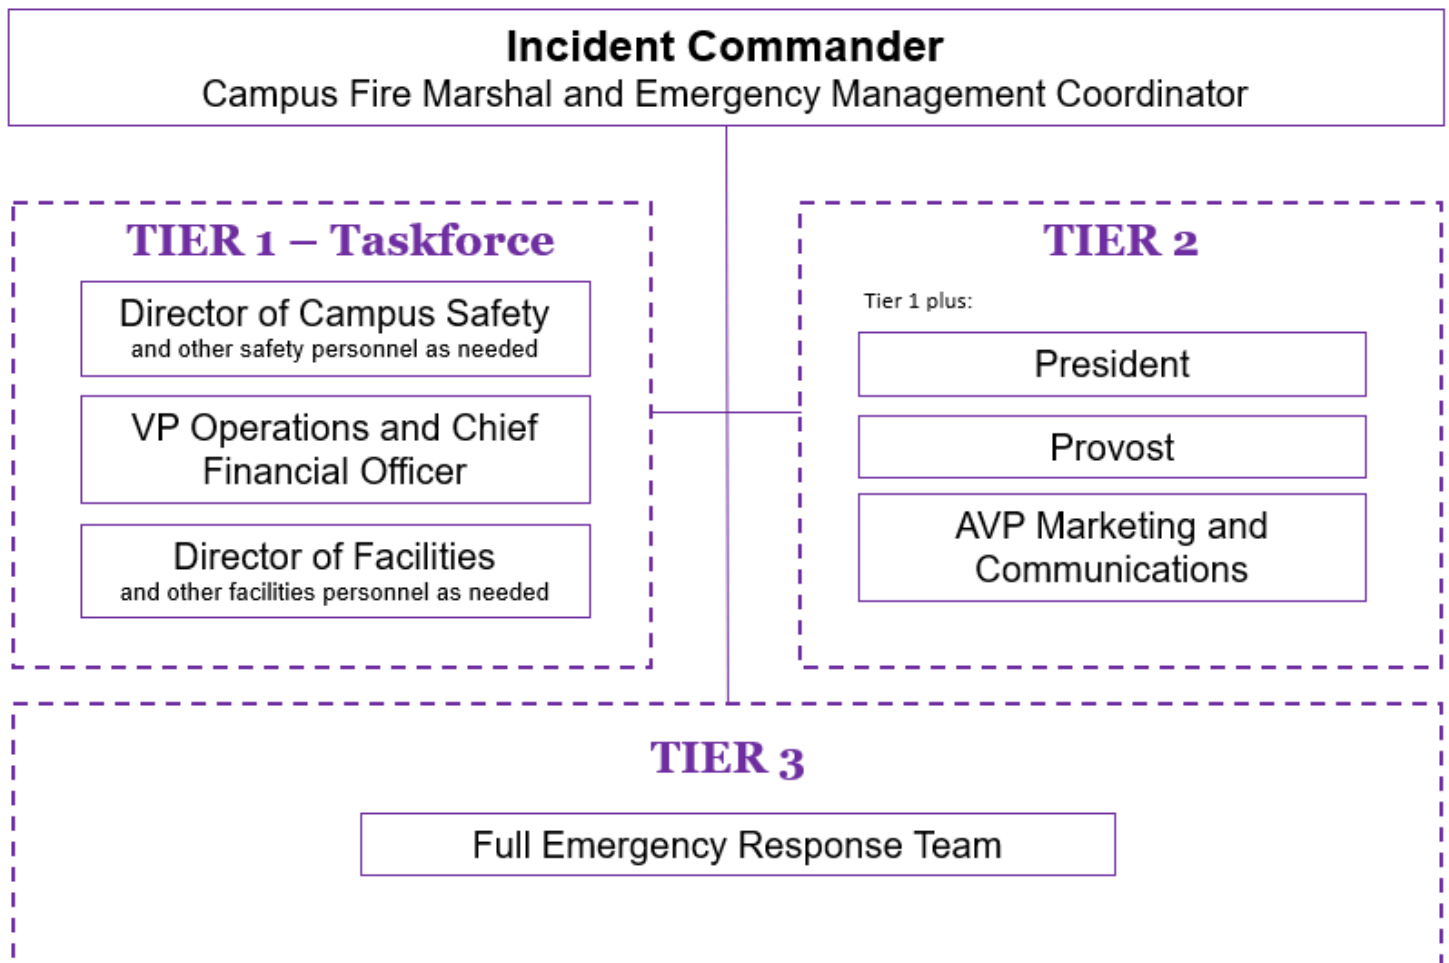 Incident Commander
Campus Fire Marshal and Emergency Management Coordinator
TIER 1 – Taskforce
Director of Campus Safety
and other safety personnel as needed
VP Operations and Chief
Financial Officer
Director of Facilities
and other facilities personnel as needed
TIER 2
Tier 1 plus:
President
Provost
AVP Marketing and
Communications
TIER 3
Full Emergency Response Team